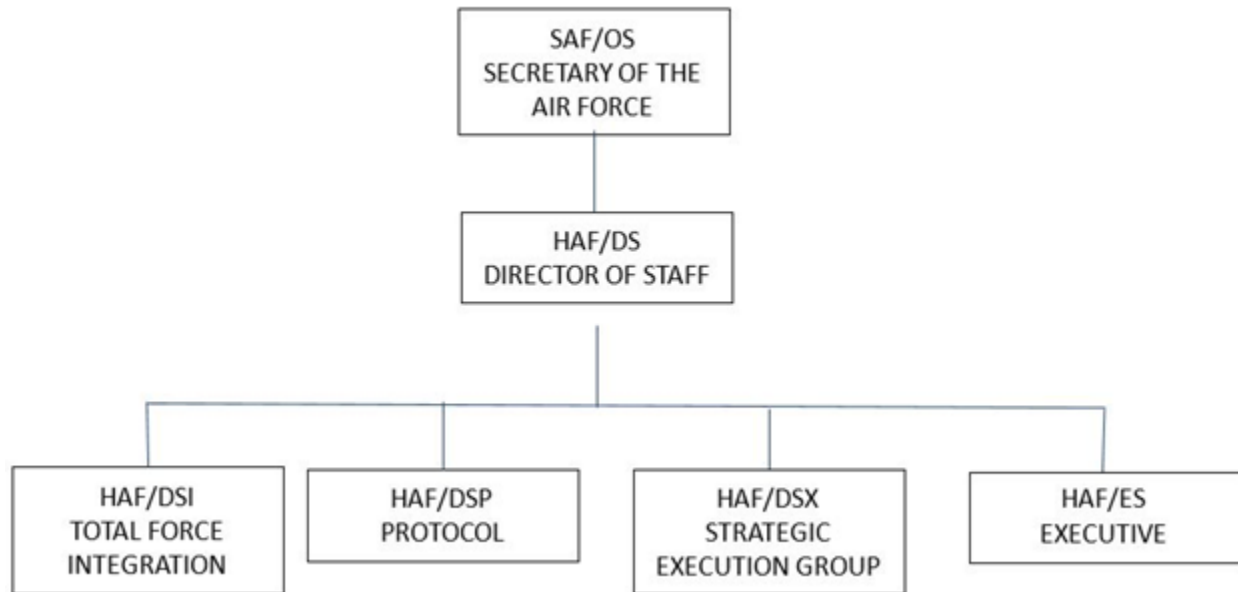 SAF/OS
SECRETARY OF THE
AIR FORCE
HAF/DS
DIRECTOR OF STAFF
HAF/DSI
TOTAL FORCE
INTEGRATION
HAF/DSP
PROTOCOL
HAF/DSX
STRATEGIC
EXECUTION GROUP
HAF/ES
EXECUTIVE